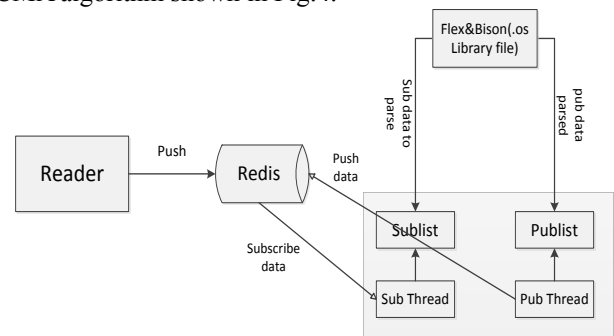 algorithm shown in Fig.4.
Flex&Bison(.os
Library file)
Sub data to
parse
pub data
parsed
Reader
Push
Redis
Push
data
Sublist
Publist
Subscribe
data
Sub Thread
Pub Thread